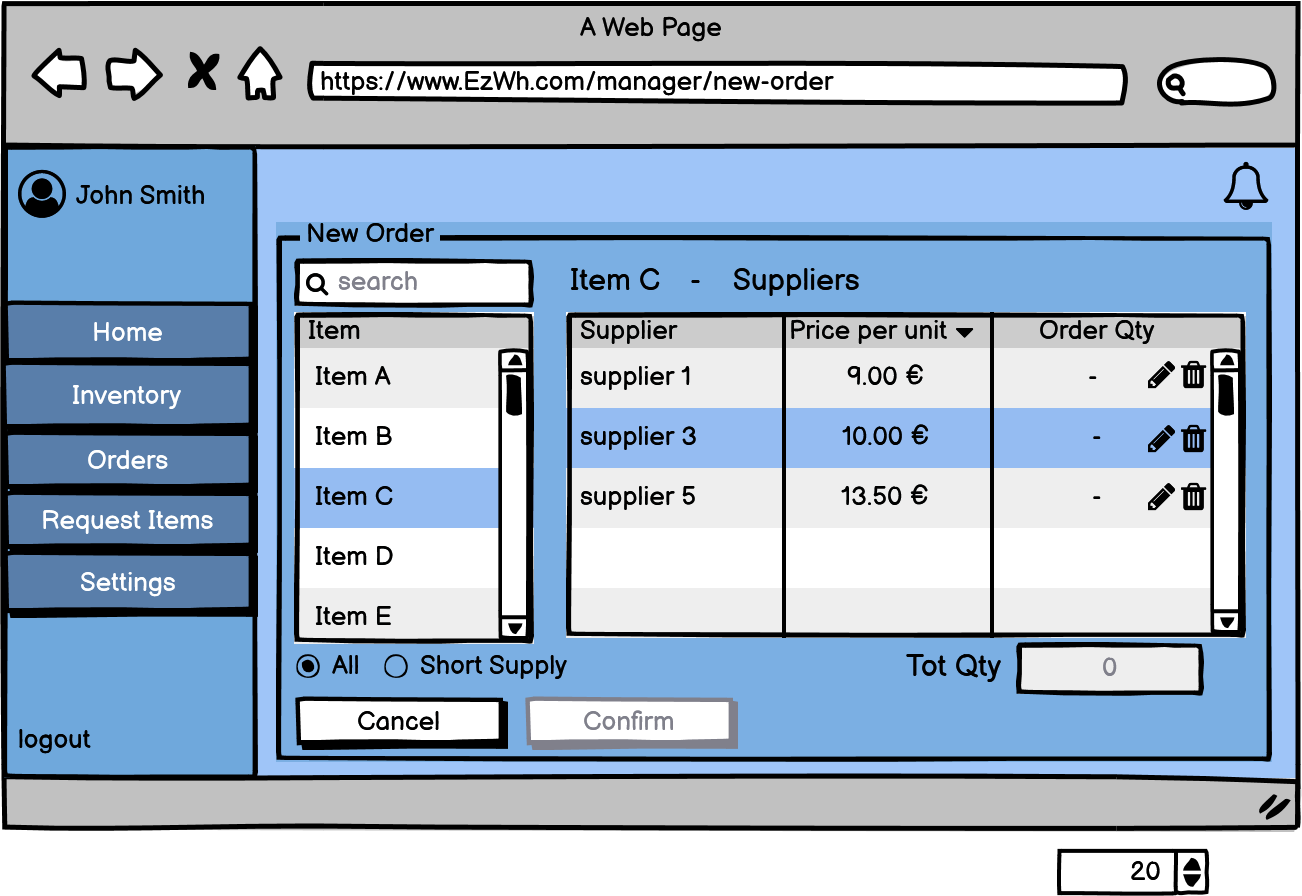 A Web Page
https://www.EzWh.com/manager/new-order
John Smith
Home
Inventory
Orders
Request Items
Settings
logout
New Order
search
Item
Item A
Item B
Item C
Item D
Item E
All
Short Supply
Cancel
Confirm
Item C - Suppliers
Supplier Price per unit Order Qty
supplier 1 9.00 € -
supplier 3 10.00 € -
supplier 5 13.50 € -
Tot Qty 0
20